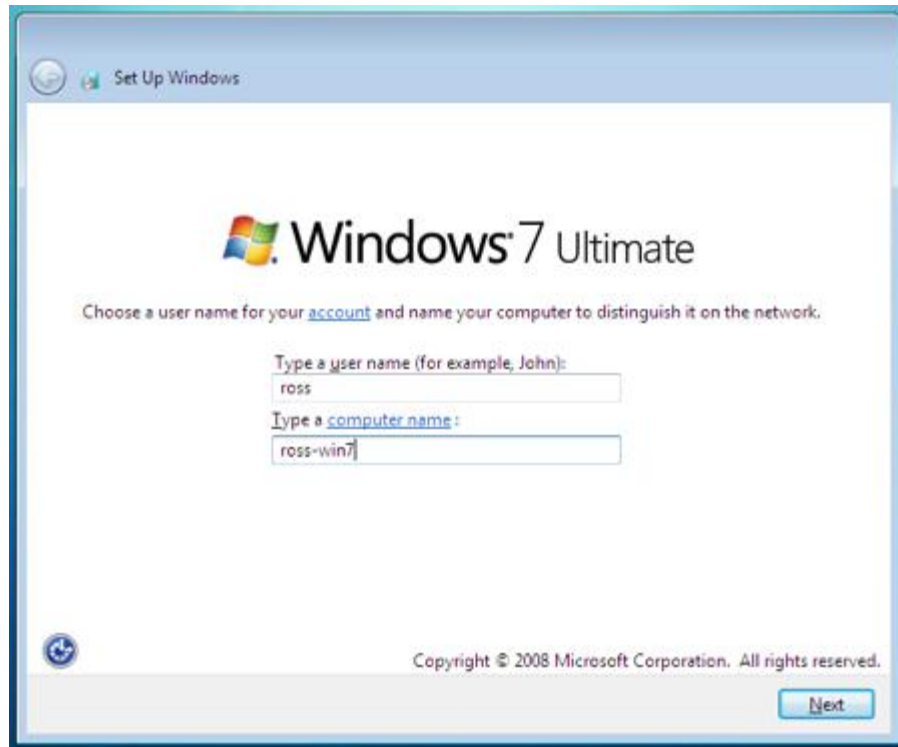 Set Up Windows
Windows 7 Ultimate
Choose a user name for your account and name your computer to distinguish it on the network.
Type a user name (for example, John):
ross
Type a computer name :
ross-win7
Copyright © 2008 Microsoft Corporation. All rights reserved.
Next